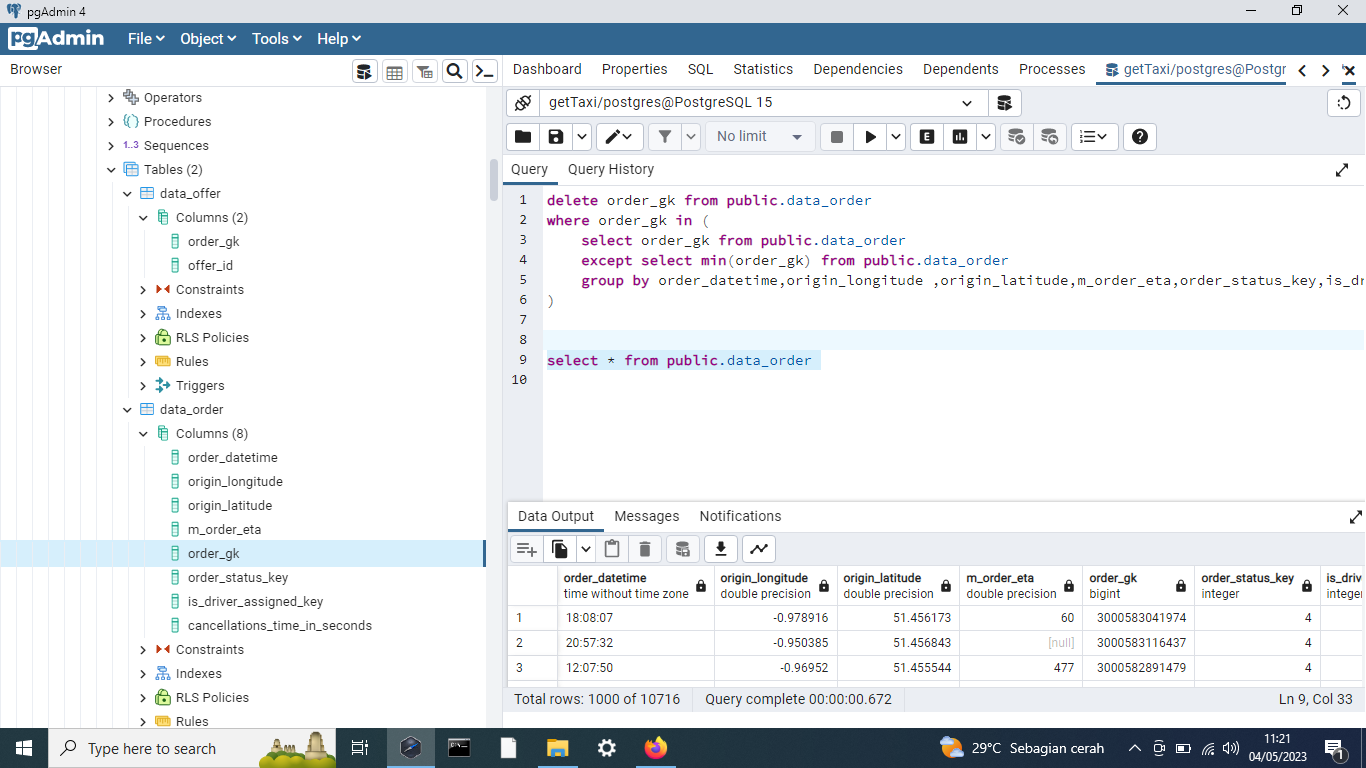 pgAdmin 4
pgAdmin File Object Tools Help
Browser
Dashboard Properties SQL Statistics Dependencies Dependents Processes getTaxi/postgres@Postgr
Operators
Procedures
1..3 Sequences
Tables (2)
data_offer
Columns (2)
order_gk
offer_id
Constraints
Indexes
RLS Policies
Rules
Triggers
data_order
Columns (8)
order_datetime
origin_longitude
origin_latitude
m_order_eta
order_gk
order_status_key
is_driver_assigned_key
cancellations_time_in_seconds
Constraints
Indexes
RLS Policies
Rules
getTaxi/postgres@PostgreSQL 15
No limit
E
Query Query History
1 delete order_gk from public.data_order
2 where order_gk in (
3 select order_gk from public.data_order
4 except select min(order_gk) from public.data_order
5 group by order_datetime,origin_longitude ,origin_latitude,m_order_eta,order_status_key,is_dr
6 )
7
8
9 select * from public.data_order
10
Data Output Messages Notifications
order_datetime origin_longitude origin_latitude m_order_eta order_gk order_status_key is_driv
time without time zone double precision double precision double precision bigint integer integer
1 18:08:07 -0.978916 51.456173 60 3000583041974 4
2 20:57:32 -0.950385 51.456843 [null] 3000583116437 4
3 12:07:50 -0.96952 51.455544 477 3000582891479 4
Total rows: 1000 of 10716 Query complete 00:00:00.672 Ln 9, Col 33
Type here to search 29°C Sebagian cerah 11:21
04/05/2023 1